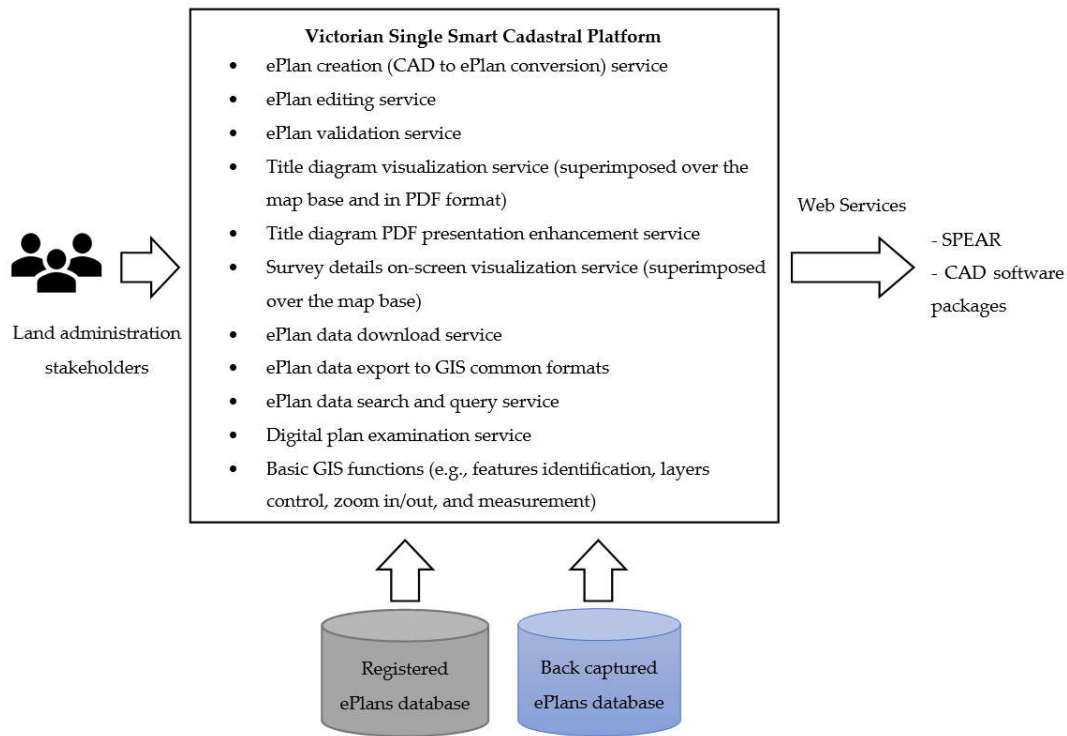 Victorian Single Smart Cadastral Platform
• ePlan creation (CAD to ePlan conversion) service
• ePlan editing service
• ePlan validation service
• Title diagram visualization service (superimposed over the
map base and in PDF format)
• Title diagram PDF presentation enhancement service
• Survey details on-screen visualization service (superimposed
over the map base)
• ePlan data download service
• ePlan data export to GIS common formats
• ePlan data search and query service
• Digital plan examination service
• Basic GIS functions (e.g., features identification, layers
control, zoom in/out, and measurement)
Land administration
stakeholders
Web Services
- SPEAR
- CAD software
packages
Registered
ePlans database
Back captured
ePlans database